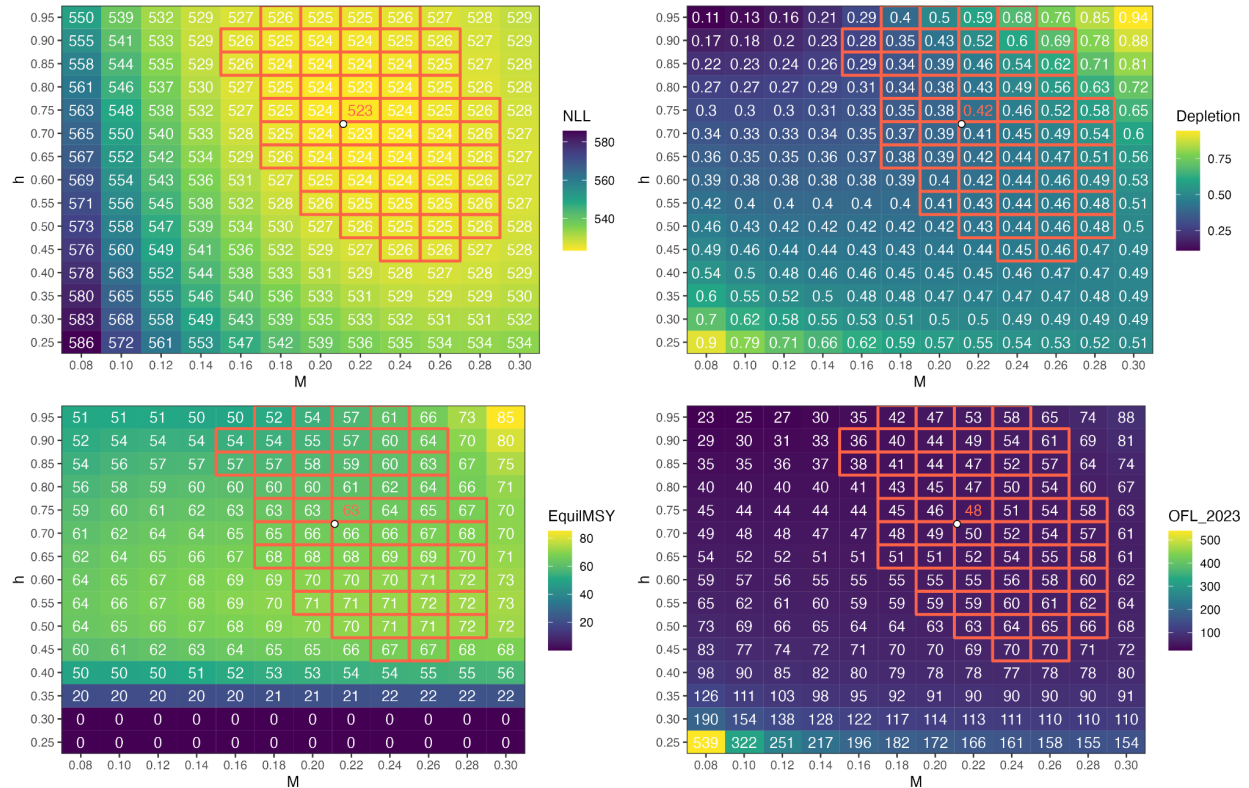 0.95 550 539 532 529 527 526 525 525 526 527 528 529
0.90 555 541 533 529 526 525 524 524 525 526 527 529
0.85 558 544 535 529 526 524 524 524 524 525 527 528
0.80 561 546 537 530 527 525 524 524 524 525 526 528
0.75 563 548 538 532 527 525 524 523 524 525 526 528
0.70 565 550 540 533 528 525 524 523 524 524 526 527
0.65 567 552 542 534 529 526 524 524 524 524 526 527
0.60 569 554 543 536 531 527 525 524 524 525 526 527
0.55 571 556 545 538 532 528 526 525 525 525 526 527
0.50 573 558 547 539 534 530 527 526 525 525 526 527
0.45 576 560 549 541 536 532 529 527 526 526 527 528
0.40 578 563 552 544 538 533 531 529 528 527 528 529
0.35 580 565 555 546 540 536 533 531 529 529 529 530
0.30 583 568 558 549 543 539 535 533 532 531 531 532
0.25 586 572 561 553 547 542 539 536 535 534 534 534
0.08 0.10 0.12 0.14 0.16 0.18 0.20 0.22 0.24 0.26 0.28 0.30
M
h
NLL
580
560
540
0.95 0.11 0.13 0.16 0.21 0.29 0.4 0.5 0.59 0.68 0.76 0.85 0.94
0.90 0.17 0.18 0.2 0.23 0.28 0.35 0.43 0.52 0.6 0.69 0.78 0.88
0.85 0.22 0.23 0.24 0.26 0.29 0.34 0.39 0.46 0.54 0.62 0.71 0.81
0.80 0.27 0.27 0.28 0.29 0.31 0.34 0.38 0.43 0.49 0.56 0.63 0.72
0.75 0.3 0.3 0.3 0.31 0.33 0.35 0.38 0.42 0.46 0.52 0.58 0.65
0.70 0.34 0.33 0.33 0.34 0.35 0.37 0.39 0.41 0.45 0.49 0.54 0.6
0.65 0.36 0.35 0.35 0.36 0.36 0.38 0.39 0.42 0.44 0.47 0.51 0.56
0.60 0.39 0.38 0.38 0.38 0.38 0.39 0.4 0.42 0.44 0.46 0.49 0.53
0.55 0.42 0.4 0.4 0.4 0.4 0.4 0.41 0.43 0.44 0.46 0.48 0.51
0.50 0.46 0.43 0.42 0.42 0.42 0.42 0.42 0.43 0.44 0.46 0.48 0.5
0.45 0.49 0.46 0.44 0.44 0.43 0.43 0.43 0.44 0.45 0.46 0.47 0.49
0.40 0.54 0.5 0.48 0.46 0.46 0.45 0.45 0.45 0.46 0.47 0.47 0.49
0.35 0.6 0.55 0.52 0.5 0.48 0.48 0.47 0.47 0.47 0.47 0.48 0.49
0.30 0.7 0.62 0.58 0.55 0.53 0.51 0.5 0.5 0.49 0.49 0.49 0.49
0.25 0.9 0.79 0.71 0.66 0.62 0.59 0.57 0.55 0.54 0.53 0.52 0.51
0.08 0.10 0.12 0.14 0.16 0.18 0.20 0.22 0.24 0.26 0.28 0.30
M
h
Depletion
0.75
0.50
0.25
0.95 51 51 51 50 50 52 54 57 61 66 73 85
0.90 52 54 54 54 54 54 55 57 60 64 70 80
0.85 54 56 57 57 57 57 58 59 60 63 67 75
0.80 56 58 59 60 60 60 60 61 62 64 66 71
0.75 59 60 61 62 63 63 63 63 64 65 67 70
0.70 61 62 63 64 65 65 66 66 66 67 68 70
0.65 62 64 65 66 67 68 68 68 69 69 70 71
0.60 64 65 67 68 69 69 70 70 70 71 72 73
0.55 64 66 67 68 69 70 71 71 71 72 72 73
0.50 64 65 66 67 68 69 70 70 71 71 72 72
0.45 60 61 62 63 64 65 65 66 67 67 68 68
0.40 50 50 50 51 52 53 53 54 54 55 55 56
0.35 20 20 20 20 20 21 21 21 22 22 22 22
0.30 0 0 0 0 0 0 0 0 0 0 0 0
0.25 0 0 0 0 0 0 0 0 0 0 0 0
0.08 0.10 0.12 0.14 0.16 0.18 0.20 0.22 0.24 0.26 0.28 0.30
M
h
EquilMSY
80
60
40
20
0.95 23 25 27 30 35 42 47 53 58 65 74 88
0.90 29 30 31 33 36 40 44 49 54 61 69 81
0.85 35 35 36 37 38 41 44 47 52 57 64 74
0.80 40 40 40 40 41 43 45 47 50 54 60 67
0.75 45 44 44 44 44 45 46 48 51 54 58 63
0.70 49 48 48 47 47 48 49 50 52 54 57 61
0.65 54 52 52 51 51 51 51 52 54 55 58 61
0.60 59 57 56 55 55 55 55 55 56 58 60 62
0.55 65 62 61 60 59 59 59 59 60 61 62 64
0.50 73 69 66 65 64 64 63 63 64 65 66 68
0.45 83 77 74 72 71 70 70 69 70 70 71 72
0.40 98 90 85 82 80 79 78 78 77 78 78 80
0.35 126 111 103 98 95 92 91 90 90 90 90 91
0.30 190 154 138 128 122 117 114 113 111 110 110 110
0.25 539 322 251 217 196 182 172 166 161 158 155 154
0.08 0.10 0.12 0.14 0.16 0.18 0.20 0.22 0.24 0.26 0.28 0.30
M
h
OFL_2023
500
400
300
200
100